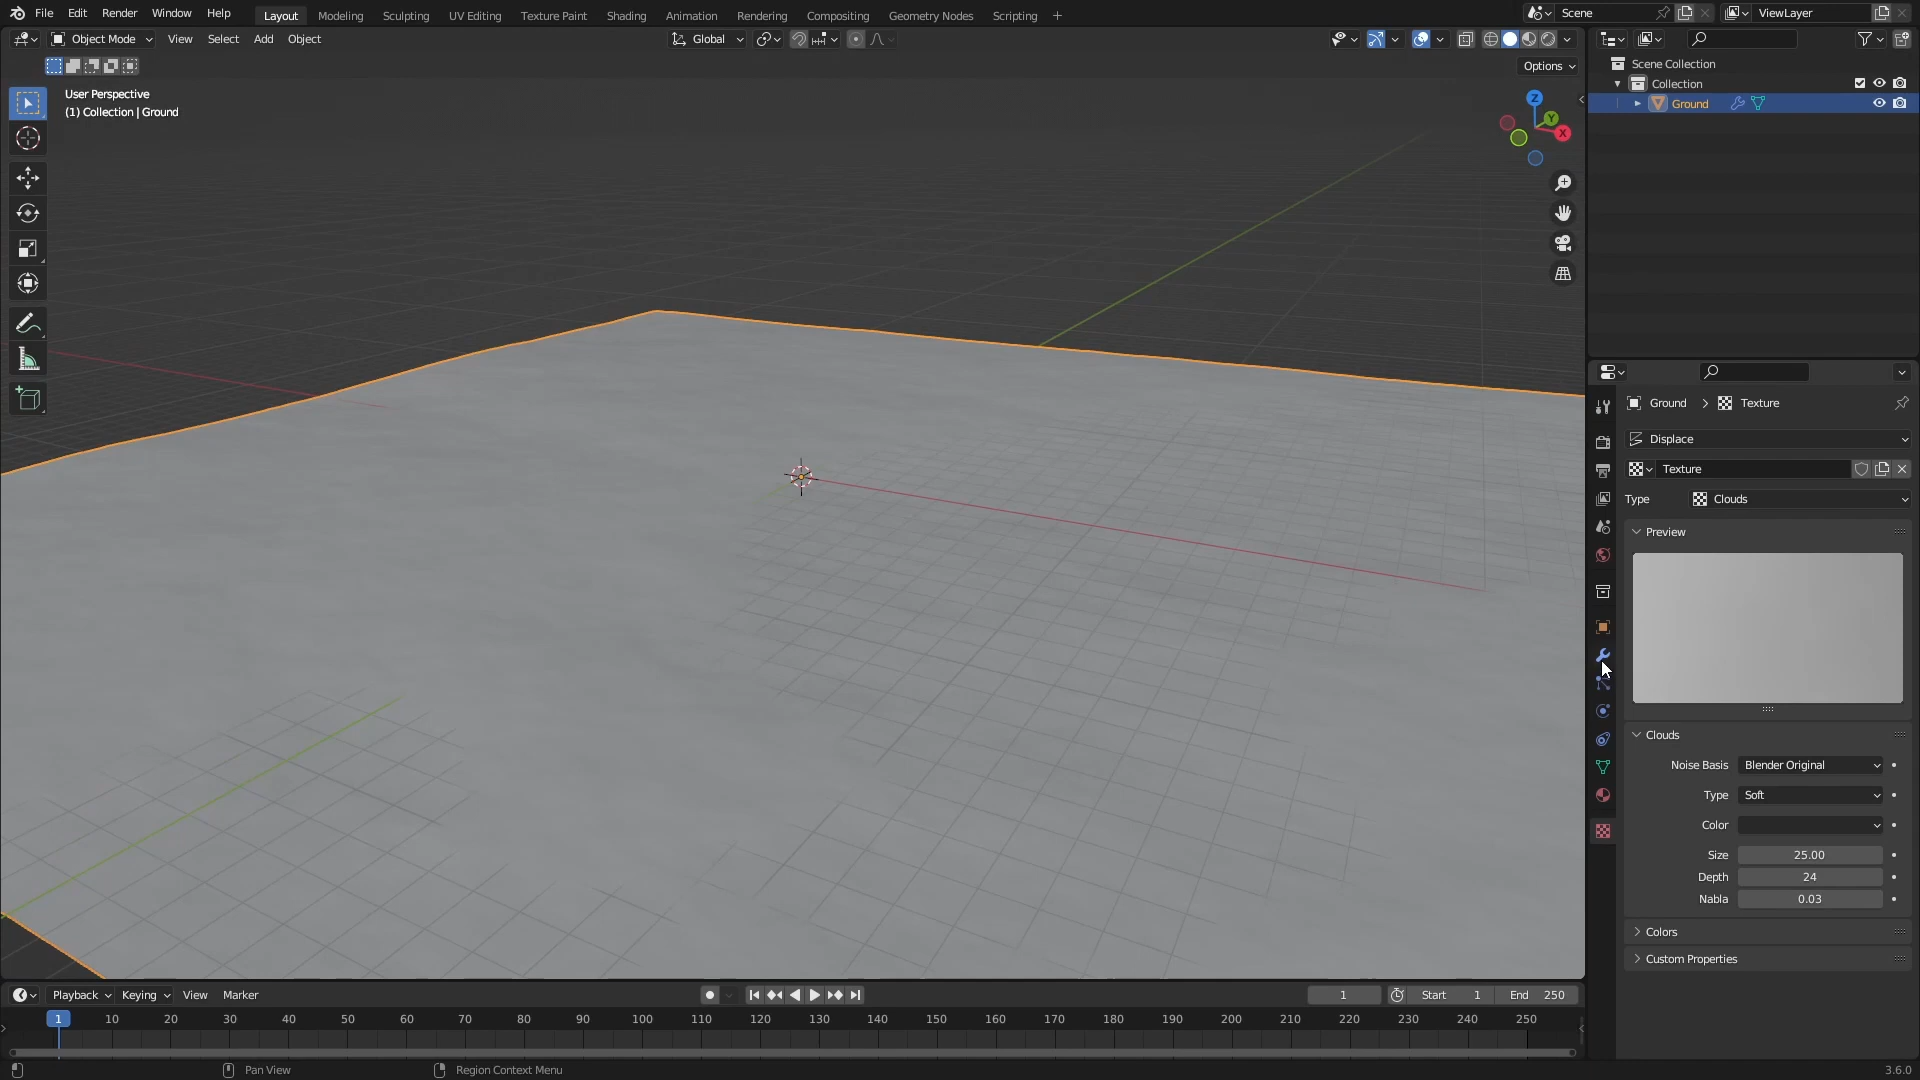 File Edit Render Window Help Layout Modeling Sculpting UV Editing Texture Paint Shading Animation Rendering Compositing Geometry Nodes Scripting + Scene ViewLayer
Object Mode View Select Add Object Global
Options
User Perspective
(1) Collection | Ground
Z
Y
X
Scene Collection
Collection
Ground
Ground > Texture
Displace
Texture
Type Clouds
Preview
Clouds
Noise Basis Blender Original
Type Soft
Color
Size 25.00
Depth 24
Nabla 0.03
Colors
Custom Properties
Playback Keying View Marker 1 Start 1 End 250
1 10 20 30 40 50 60 70 80 90 100 110 120 130 140 150 160 170 180 190 200 210 220 230 240 250
Pan View Region Context Menu 3.6.0